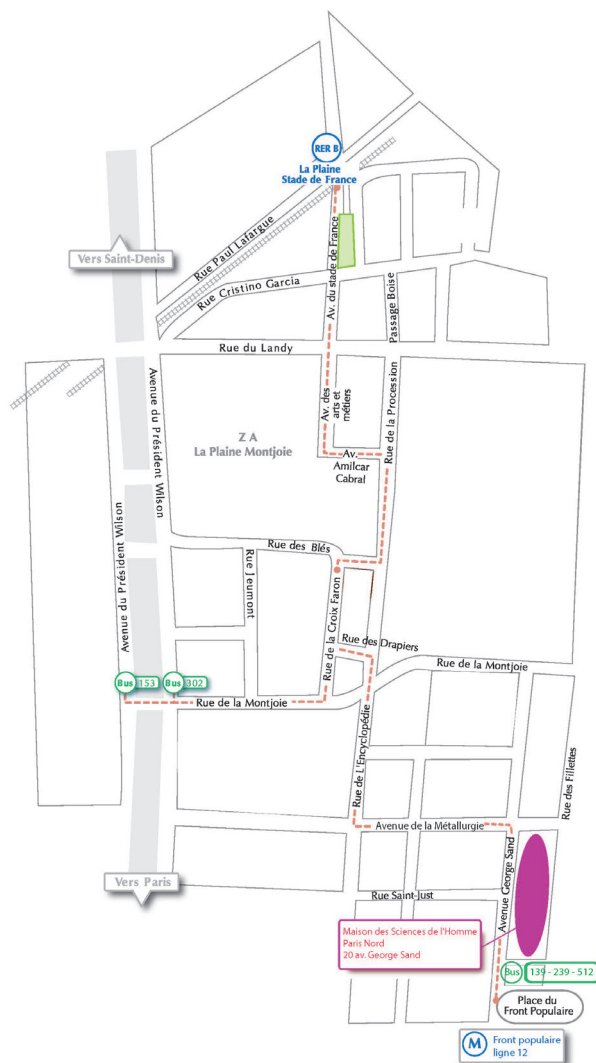 RER B
La Plaine
Stade de France
Vers Saint-Denis
Rue Paul Lafargue
Rue Cristino Garcia
Av. du stade de France
Passage Boise
Rue du Landy
Avenue du Président Wilson
Av. des
arts et
métiers
Rue de la Procession
Z A
La Plaine Montjoie
Av.
Amilcar
Cabral
Avenue du Président Wilson
Rue des Blés
Rue Jeumont
Rue de la Croix Faron
Rue des Drapiers
Rue de la Montjoie
Bus 153
Bus 302
Rue de la Montjoie
Rue de L'Encyclopédie
Rue des Fillettes
Avenue de la Métallurgie
Avenue George Sand
Vers Paris
Rue Saint-Just
Maison des Sciences de l'Homme
Paris Nord
20 av. George Sand
Bus 139 - 239 - 512
Place du
Front Populaire
M
Front populaire
ligne 12